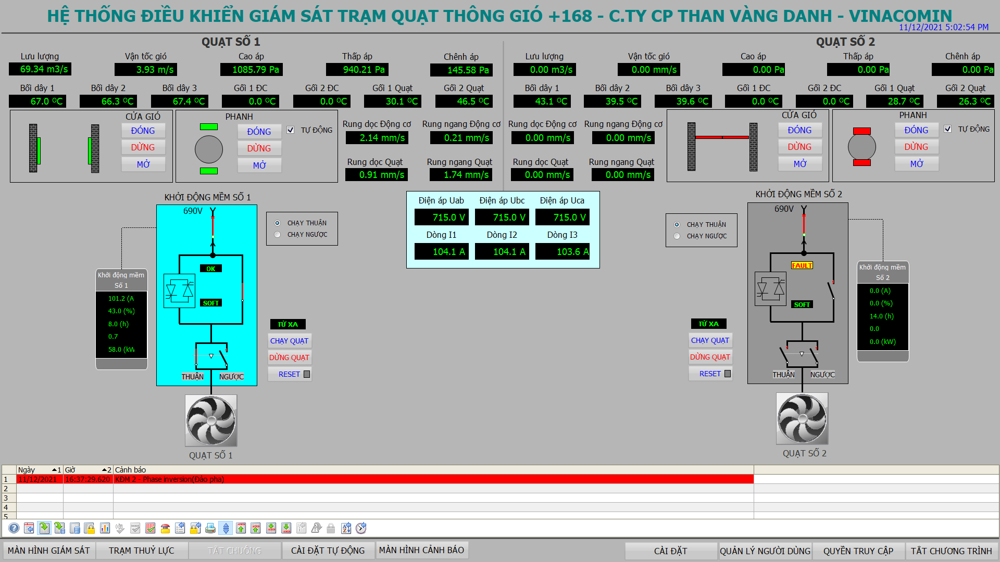 HỆ THỐNG ĐIỀU KHIỂN GIÁM SÁT TRẠM QUẠT THÔNG GIÓ +168 - C.TY CP THAN VÀNG DANH - VINACOMIN
11/12/2021 5:02:54 PM
QUẠT SỐ 1
QUẠT SỐ 2
Lưu lượng Vận tốc gió Cao áp Thấp áp Chênh áp
69.34 m3/s 3.93 m/s 1085.79 Pa 940.21 Pa 145.58 Pa
Bối dây 1 Bối dây 2 Bối dây 3 Gối 1 ĐC Gối 2 ĐC Gối 1 Quạt Gối 2 Quạt
67.0 ºC 66.3 ºC 67.4 ºC 0.0 ºC 0.0 ºC 30.1 ºC 46.5 ºC
Lưu lượng Vận tốc gió Cao áp Thấp áp Chênh áp
0.00 m3/s 0.00 mm/s 0.00 Pa 0.00 Pa 0.00 Pa
Bối dây 1 Bối dây 2 Bối dây 3 Gối 1 ĐC Gối 2 ĐC Gối 1 Quạt Gối 2 Quạt
43.1 ºC 39.5 ºC 39.6 ºC 0.0 ºC 0.0 ºC 28.7 ºC 26.3 ºC
CỬA GIÓ
ĐÓNG
DỪNG
MỞ
PHANH
ĐÓNG
DỪNG
MỞ
TỰ ĐỘNG
Rung dọc Động cơ Rung ngang Động cơ
2.14 mm/s 0.21 mm/s
Rung dọc Quạt Rung ngang Quạt
0.91 mm/s 1.74 mm/s
Rung dọc Động cơ Rung ngang Động cơ
0.00 mm/s 0.00 mm/s
Rung dọc Quạt Rung ngang Quạt
0.00 mm/s 0.00 mm/s
CỬA GIÓ
ĐÓNG
DỪNG
MỞ
PHANH
ĐÓNG
DỪNG
MỞ
TỰ ĐỘNG
KHỞI ĐỘNG MỀM SỐ 1
690V
OK
SOFT
THUẬN NGƯỢC
QUẠT SỐ 1
Khởi động mềm
Số 1
101.2 (A
43.0 (%)
8.0 (h)
0.7
58.0 (kW
CHẠY THUẬN
CHẠY NGƯỢC
TỪ XA
CHẠY QUẠT
DỪNG QUẠT
RESET
Điện áp Uab Điện áp Ubc Điện áp Uca
715.0 V 715.0 V 715.0 V
Dòng I1 Dòng I2 Dòng I3
104.1 A 104.1 A 103.6 A
CHẠY THUẬN
CHẠY NGƯỢC
TỪ XA
CHẠY QUẠT
DỪNG QUẠT
RESET
KHỞI ĐỘNG MỀM SỐ 2
690V
FAULT
SOFT
THUẬN NGƯỢC
QUẠT SỐ 2
Khởi động mềm
Số 2
0.0 (A)
0.0 (%)
14.0 (h)
0.0
0.0 (kW)
Ngày 1 Giờ 2 Cảnh báo
1 11/12/2021 16:37:29.620 KĐM 2 - Phase inversion(Đảo pha)
2
3
4
5
MÀN HÌNH GIÁM SÁT TRẠM THUỶ LỰC TẮT CHUÔNG CÀI ĐẶT TỰ ĐỘNG MÀN HÌNH CẢNH BÁO CÀI ĐẶT QUẢN LÝ NGƯỜI DÙNG QUYỀN TRUY CẬP TẮT CHƯƠNG TRÌNH